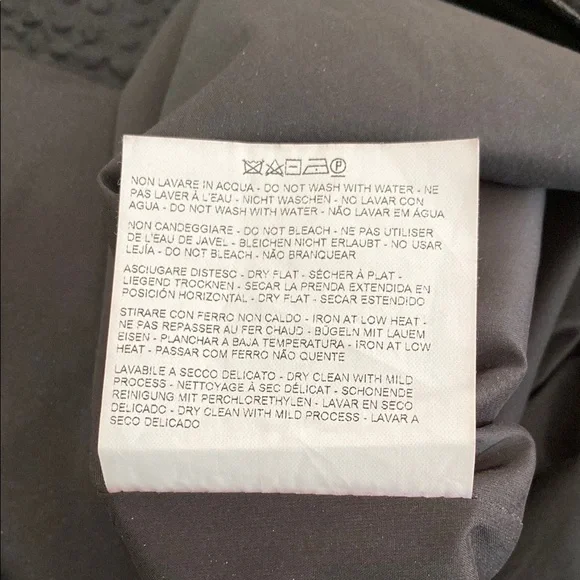 NON LAVARE IN ACQUA - DO NOT WASH WITH WATER - NE
PAS LAVER À L'EAU - NICHT WASCHEN - NO LAVAR CON
AGUA - DO NOT WASH WITH WATER - NÃO LAVAR EM ÁGUA
NON CANDEGGIARE - DO NOT BLEACH - NE PAS UTILISER
DE L'EAU DE JAVEL - BLEICHEN NICHT ERLAUBT - NO USAR
LEJÍA - DO NOT BLEACH - NÃO BRANQUEAR
ASCIUGARE DISTESO - DRY FLAT - SÉCHER À PLAT -
LIEGEND TROCKNEN - SECAR LA PRENDA EXTENDIDA EN
POSICIÓN HORIZONTAL - DRY FLAT - SECAR ESTENDIDO
STIRARE CON FERRO NON CALDO - IRON AT LOW HEAT -
NE PAS REPASSER AU FER CHAUD - BÜGELN MIT LAUEM
EISEN - PLANCHAR A BAJA TEMPERATURA - IRON AT LOW
HEAT - PASSAR COM FERRO NÃO QUENTE
LAVABILE A SECCO DELICATO - DRY CLEAN WITH MILD
PROCESS - NETTOYAGE À SEC DÉLICAT - SCHONENDE
REINIGUNG MIT PERCHLORETHYLEN - LAVAR EN SECO
DELICADO - DRY CLEAN WITH MILD PROCESS - LAVAR A
SECO DELICADO